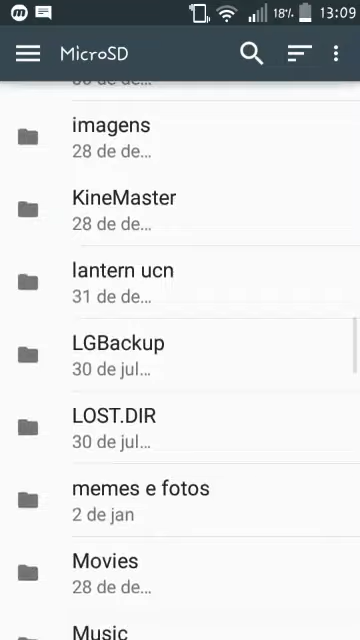 18%
13:09
MicroSD
imagens
28 de de...
KineMaster
28 de de...
lantern ucn
31 de de...
LGBackup
30 de jul...
LOST.DIR
30 de jul...
memes e fotos
2 de jan
Movies
28 de de...
Music